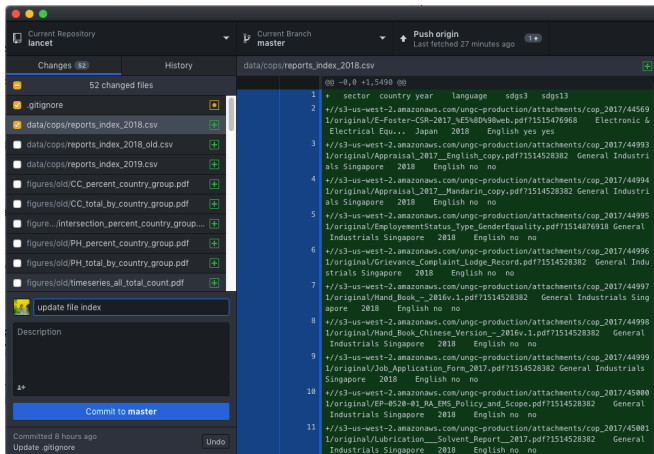 Current Repository
lancet
Current Branch
master
Push origin
Last fetched 27 minutes ago
1
Changes 52
History
data/cops/reports_index_2018.csv
52 changed files
.gitignore
data/cops/reports_index_2018.csv
data/cops/reports_index_2018_old.csv
data/cops/reports_index_2019.csv
figures/old/CC_percent_country_group.pdf
figures/old/CC_total_by_country_group.pdf
figure.../intersection_percent_country_group....
figures/old/PH_percent_country_group.pdf
figures/old/PH_total_by_country_group.pdf
figures/old/timeseries_all_total_count.pdf
update file index
Description
Commit to master
Committed 8 hours ago
Update .gitignore
Undo
@@ -0,0 +1,5490 @@
1 + sector country year language sdgs3 sdgs13
2 +//s3-us-west-2.amazonaws.com/ungc-production/attachments/cop_2017/44569
1/original/E-Foster-CSR-2017_%E5%8D%98web.pdf?1515476968 Electronic &
Electrical Equ... Japan 2018 English yes yes
3 +//s3-us-west-2.amazonaws.com/ungc-production/attachments/cop_2017/44993
1/original/Appraisal_2017__English_copy.pdf?1514528382 General Industri
als Singapore 2018 English no no
4 +//s3-us-west-2.amazonaws.com/ungc-production/attachments/cop_2017/44994
1/original/Appraisal_2017__Mandarin_copy.pdf?1514528382 General Industri
als Singapore 2018 English no no
5 +//s3-us-west-2.amazonaws.com/ungc-production/attachments/cop_2017/44995
1/original/EmployementStatus_Type_GenderEquality.pdf?1514876918 General
Industrials Singapore 2018 English no no
6 +//s3-us-west-2.amazonaws.com/ungc-production/attachments/cop_2017/44996
1/original/Grievance_Complaint_Lodge_Record.pdf?1514528382 General Indu
strials Singapore 2018 English no no
7 +//s3-us-west-2.amazonaws.com/ungc-production/attachments/cop_2017/44997
1/original/Hand_Book_-_2016v.1.pdf?1514528382 General Industrials Sing
apore 2018 English no no
8 +//s3-us-west-2.amazonaws.com/ungc-production/attachments/cop_2017/44998
1/original/Hand_Book_Chinese_Version_-_2016v.1.pdf?1514528382 General
Industrials Singapore 2018 English no no
9 +//s3-us-west-2.amazonaws.com/ungc-production/attachments/cop_2017/44999
1/original/Job_Application_Form_2017.pdf?1514528382 General Industrials
Singapore 2018 English no no
10 +//s3-us-west-2.amazonaws.com/ungc-production/attachments/cop_2017/45000
1/original/EP-0520-01_RA_EMS_Policy_and_Scope.pdf?1514528382 General
Industrials Singapore 2018 English no no
11 +//s3-us-west-2.amazonaws.com/ungc-production/attachments/cop_2017/45001
1/original/Lubrication___Solvent_Report__2017.pdf?1514528382 General
Industrials Singapore 2018 English no no